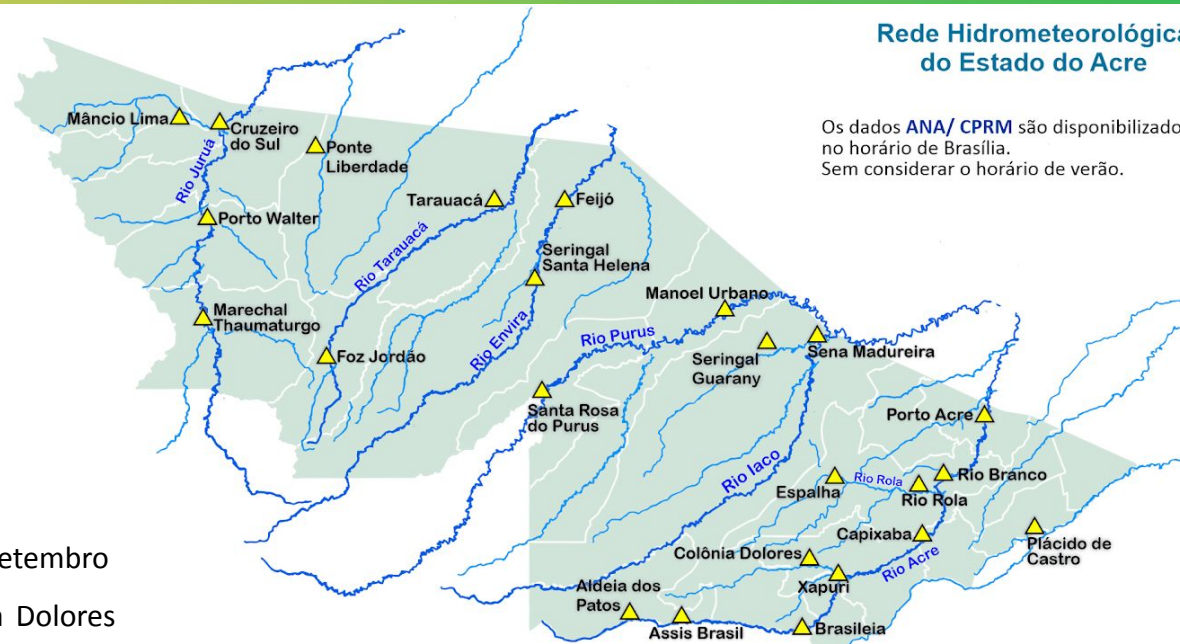 Rede Hidrometeorológica
do Estado do Acre
Os dados ANA/ CPRM são disponibilizado
no horário de Brasília.
Sem considerar o horário de verão.
Mâncio Lima
Cruzeiro
do Sul
Ponte
Liberdade
Rio Juruá
Tarauacá
Feijó
Porto Walter
Rio Tarauacá
Seringal
Santa Helena
Manoel Urbano
Marechal
Thaumaturgo
Rio Envira
Rio Purus
Foz Jordão
Seringal
Guarany
Sena Madureira
Santa Rosa
do Purus
Porto Acre
Rio Iaco
Espalha
Rio Rola
Rio Branco
Rio Rola
Capixaba
Plácido de
Castro
Colônia Dolores
Rio Acre
Xapuri
Aldeia dos
Patos
Assis Brasil
Brasileia
etembro
Dolores